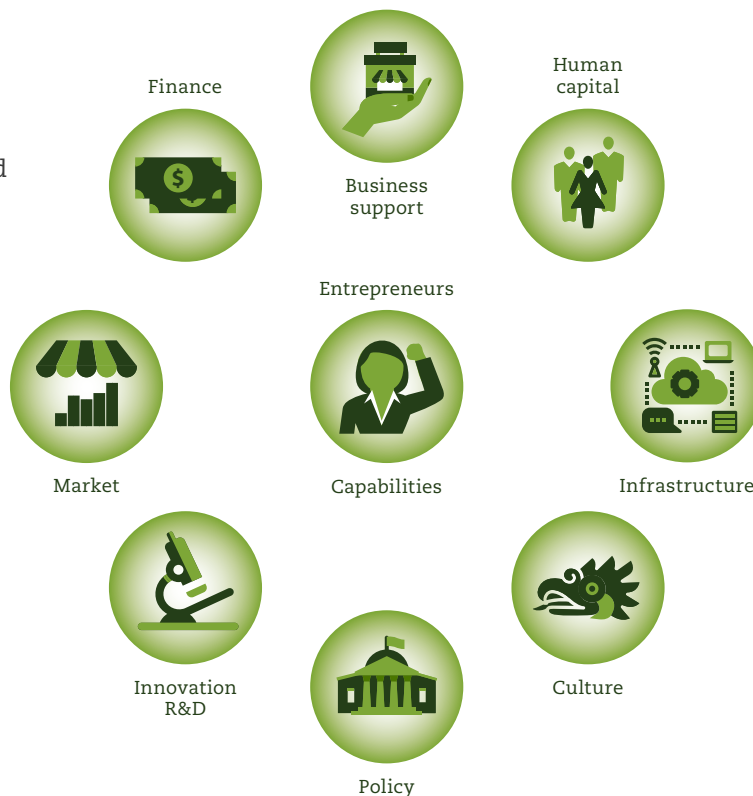 Human
capital
Finance
Business
support
Entrepreneurs
Market
Capabilities
Infrastructure
Innovation
R&D
Culture
Policy
$
$